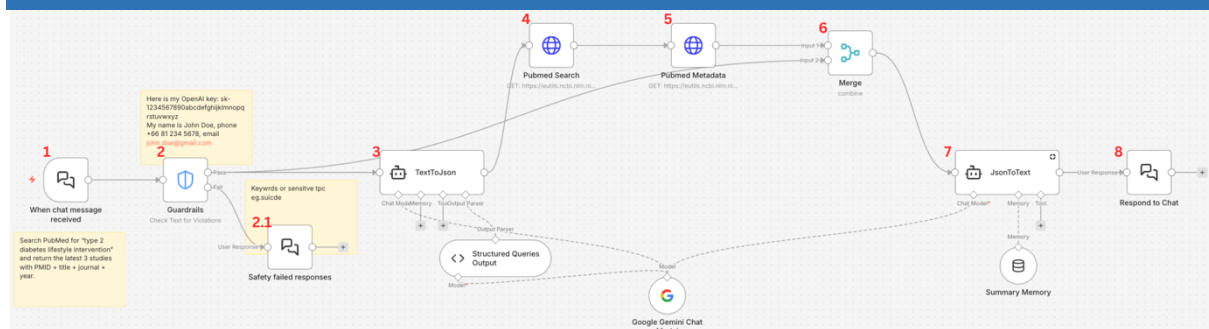 4
5
6
Input 1
Input 2
Pubmed Search
GET: https://eutils.ncbi.nlm.ni...
Pubmed Metadata
GET: https://eutils.ncbi.nlm.ni...
Merge
combine
Here is my OpenAI key: sk-
1234567890abcdefghijklmnopq
rstuvwxyz
My name is John Doe, phone
+66 81 234 5678, email
john_doe@gmail.com
1
When chat message
received
2
Pass
Fail
Guardrails
Check Text for Violations
3
TextToJson
Chat Model
Memory
Tool
Output Parser
7
JsonToText
Chat Model*
Memory
Tool
8
User Response
Respond to Chat
Keywrds or sensitve tpc
eg.suicde
2.1
User Response
Safety failed responses
Search PubMed for "type 2
diabetes lifestyle intervention"
and return the latest 3 studies
with PMID + title + journal +
year.
Output Parser
Structured Queries
Output
Model*
Model
Google Gemini Chat
Memory
Summary Memory